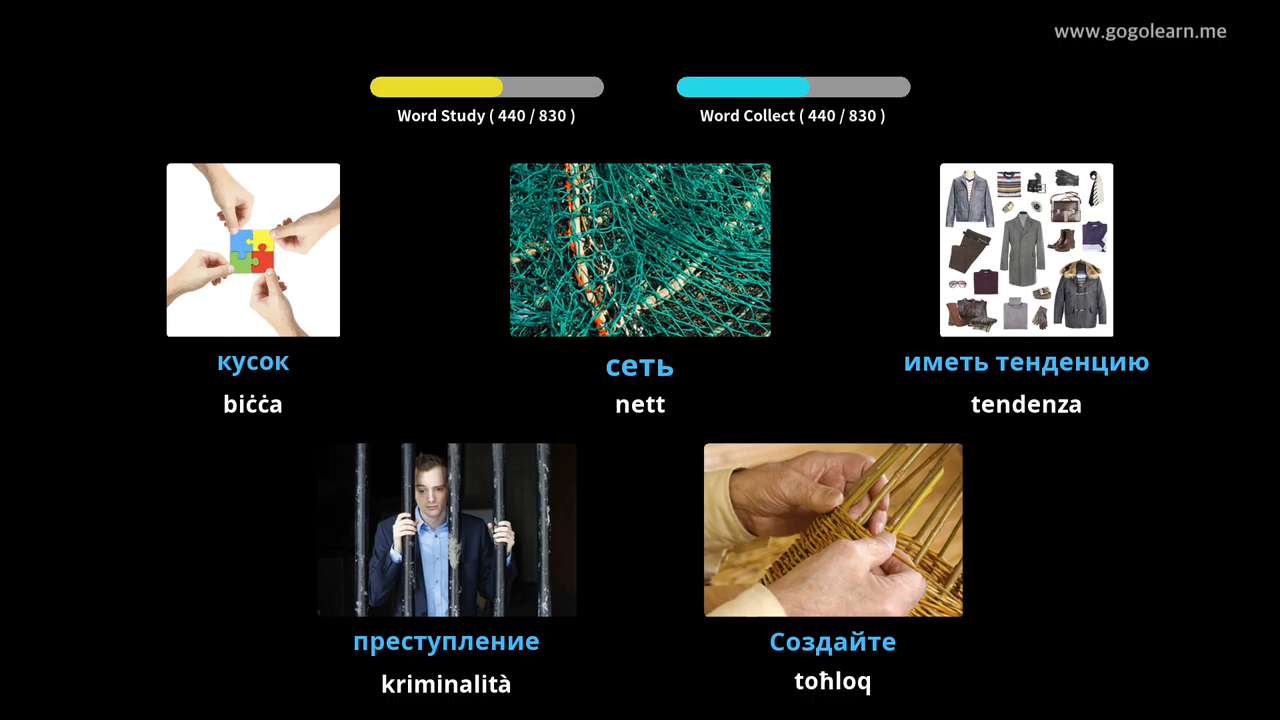 www.gogolearn.me
Word Study ( 440 / 830 )
Word Collect ( 440 / 830 )
кусок
biċċa
сеть
nett
иметь тенденцию
tendenza
преступление
kriminalità
Создайте
toħloq